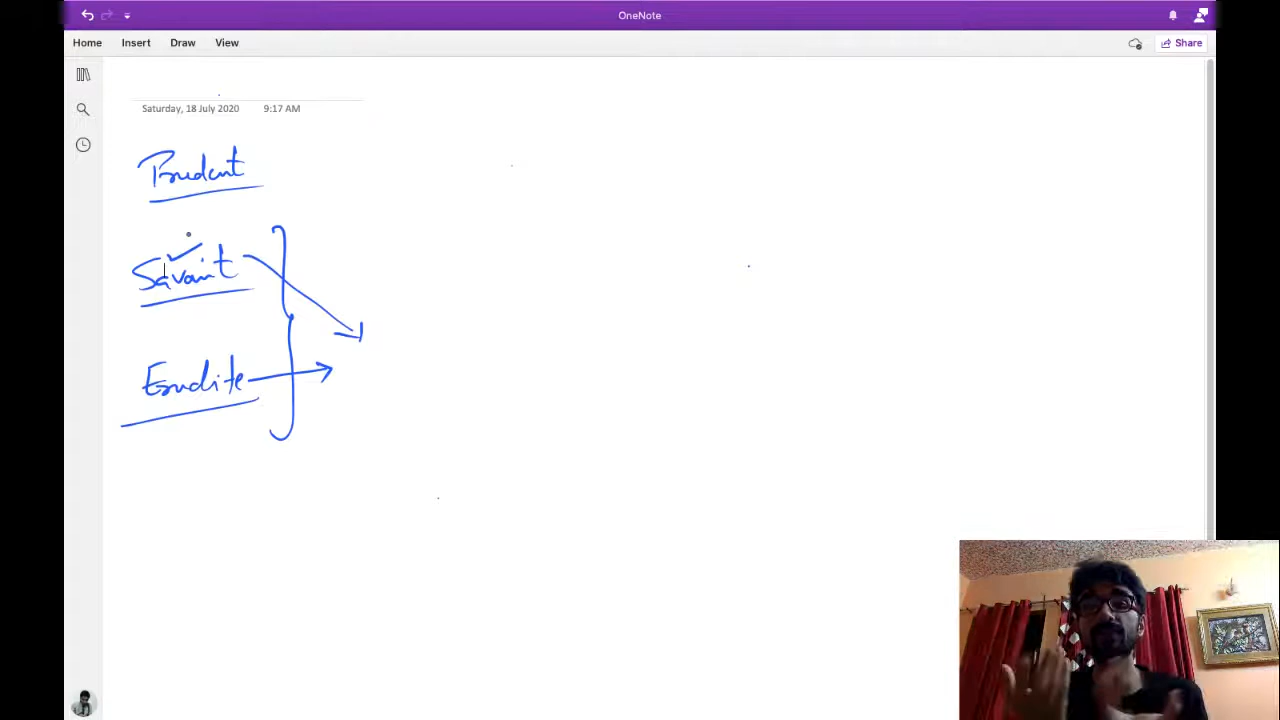 OneNote
Home Insert Draw View
Share
Saturday, 18 July 2020 9:17 AM
Prudent
Savant
Erudite